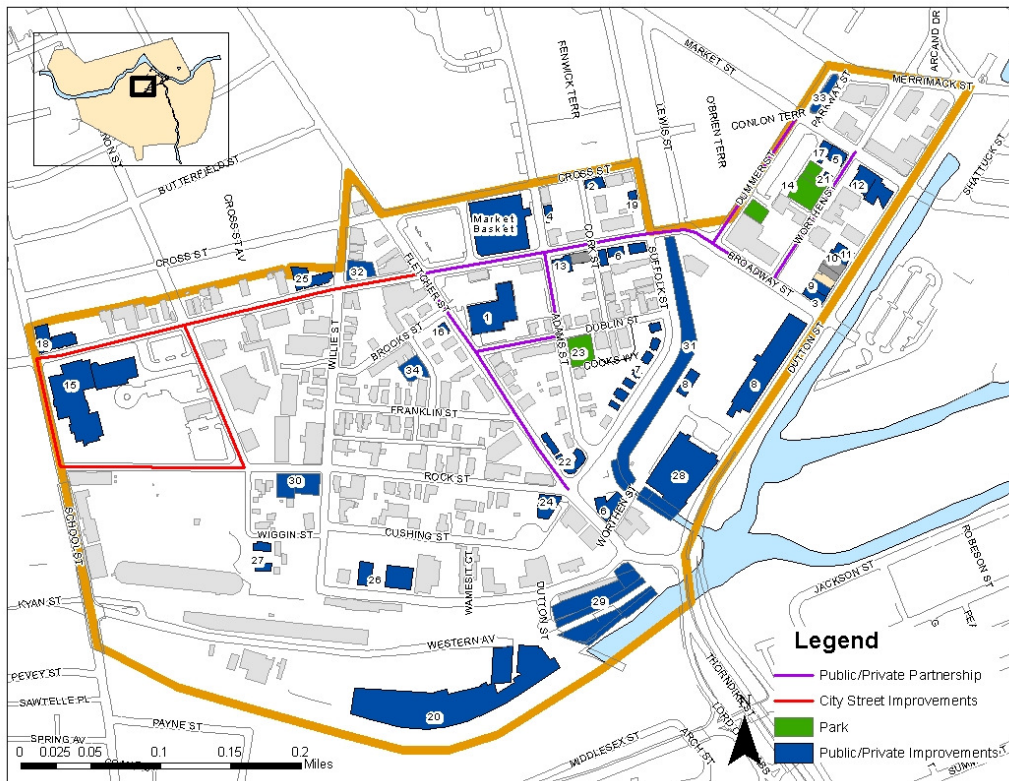 MARKET ST
ARCAND DR
MERRIMACK ST
PARKWAY ST
33
CONLON TERR
FENWICK TERR
LEWIS ST
O'BRIEN TERR
SHATTUCK ST
BUTTERFIELD ST
CROSS ST AV
CROSS ST
CROSS ST
DUMMER ST
WORTHEN ST
BROADWAY ST
DUTTON ST
17
5
21
14
12
10
11
9
3
2
19
4
Market
Basket
CORK ST
SUFFOLK ST
13
6
32
25
FLETCHER ST
1
16
BROOKS ST
34
WILLIE ST
ADAMS ST
DUBLIN ST
23
COOKS WY
7
31
8
8
18
15
FRANKLIN ST
ROCK ST
22
28
30
24
6
WORTHEN ST
WIGGIN ST
CUSHING ST
27
26
WAMESIT CT
DUTTON ST
29
SCHOOL ST
KYAN ST
WESTERN AV
20
PEVEY ST
SAWTELLE PL
PAYNE ST
SPRING AV
JACKSON ST
ROBESON ST
THORNDIKE ST
MIDDLESEX ST
ARCH ST
N
Legend
Public/Private Partnership
City Street Improvements
Park
Public/Private Improvements
0 0.025 0.05 0.1 0.15 0.2
Miles